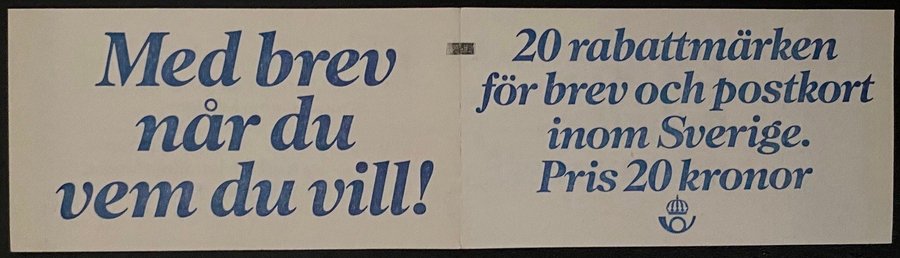 Med brev
når du
vem du vill!
20 rabattmärken
för brev och postkort
inom Sverige.
Pris 20 kronor